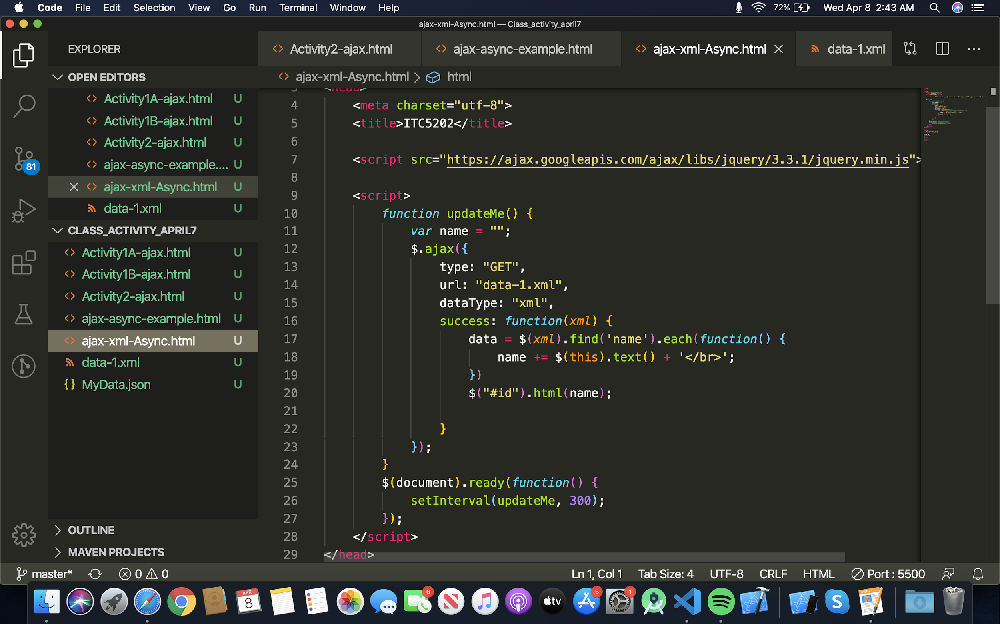 Code File Edit Selection View Go Run Terminal Window Help 72% Wed Apr 8 2:43 AM
ajax-xml-Async.html — Class_activity_april7
EXPLORER
Activity2-ajax.html ajax-async-example.html ajax-xml-Async.html data-1.xml ...
OPEN EDITORS
ajax-xml-Async.html > html
Activity1A-ajax.html U
Activity1B-ajax.html U
Activity2-ajax.html U
ajax-async-example.... U
81
ajax-xml-Async.html U
data-1.xml U
CLASS_ACTIVITY_APRIL7
Activity1A-ajax.html U
Activity1B-ajax.html U
Activity2-ajax.html U
ajax-async-example.html U
ajax-xml-Async.html U
data-1.xml U
{} MyData.json U
OUTLINE
MAVEN PROJECTS
3 <head>
4 <meta charset="utf-8">
5 <title>ITC5202</title>
6
7 <script src="https://ajax.googleapis.com/ajax/libs/jquery/3.3.1/jquery.min.js">
8
9 <script>
10 function updateMe() {
11 var name = "";
12 $.ajax({
13 type: "GET",
14 url: "data-1.xml",
15 dataType: "xml",
16 success: function(xml) {
17 data = $(xml).find('name').each(function() {
18 name += $(this).text() + '</br>';
19 })
20 $("#id").html(name);
21
22 }
23 });
24 }
25 $(document).ready(function() {
26 setInterval(updateMe, 300);
27 });
28 </script>
29 </head>
master* 0 0 Ln 1, Col 1 Tab Size: 4 UTF-8 CRLF HTML Port : 5500
APR
8
6
tv
5
1
S
PAGES